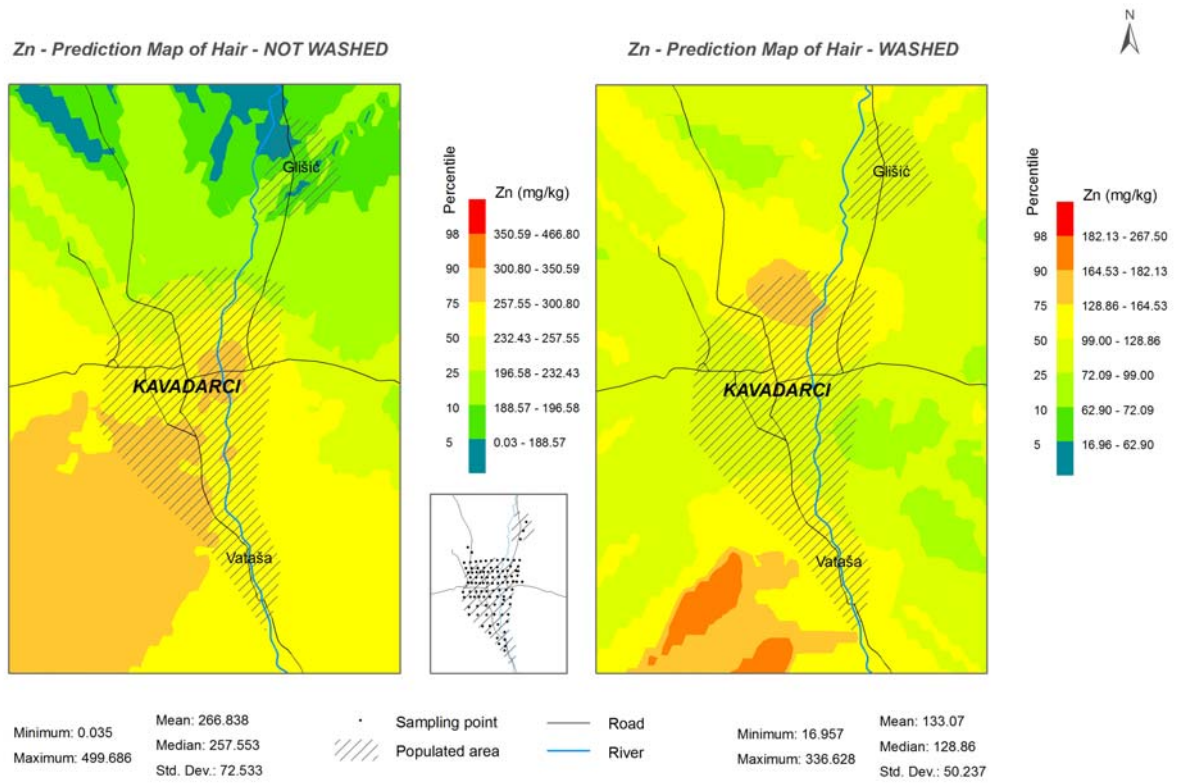 N
Zn - Prediction Map of Hair - NOT WASHED
Zn - Prediction Map of Hair - WASHED
Glišić
KAVADARCI
Vataša
Percentile
Zn (mg/kg)
98
350.59 - 466.80
90
300.80 - 350.59
75
257.55 - 300.80
50
232.43 - 257.55
25
196.58 - 232.43
10
188.57 - 196.58
5
0.03 - 188.57
Glišić
KAVADARCI
Vataša
Percentile
Zn (mg/kg)
98
182.13 - 267.50
90
164.53 - 182.13
75
128.86 - 164.53
50
99.00 - 128.86
25
72.09 - 99.00
10
62.90 - 72.09
5
16.96 - 62.90
Minimum: 0.035
Maximum: 499.686
Mean: 266.838
Median: 257.553
Std. Dev.: 72.533
Sampling point
Populated area
Road
River
Minimum: 16.957
Maximum: 336.628
Mean: 133.07
Median: 128.86
Std. Dev.: 50.237